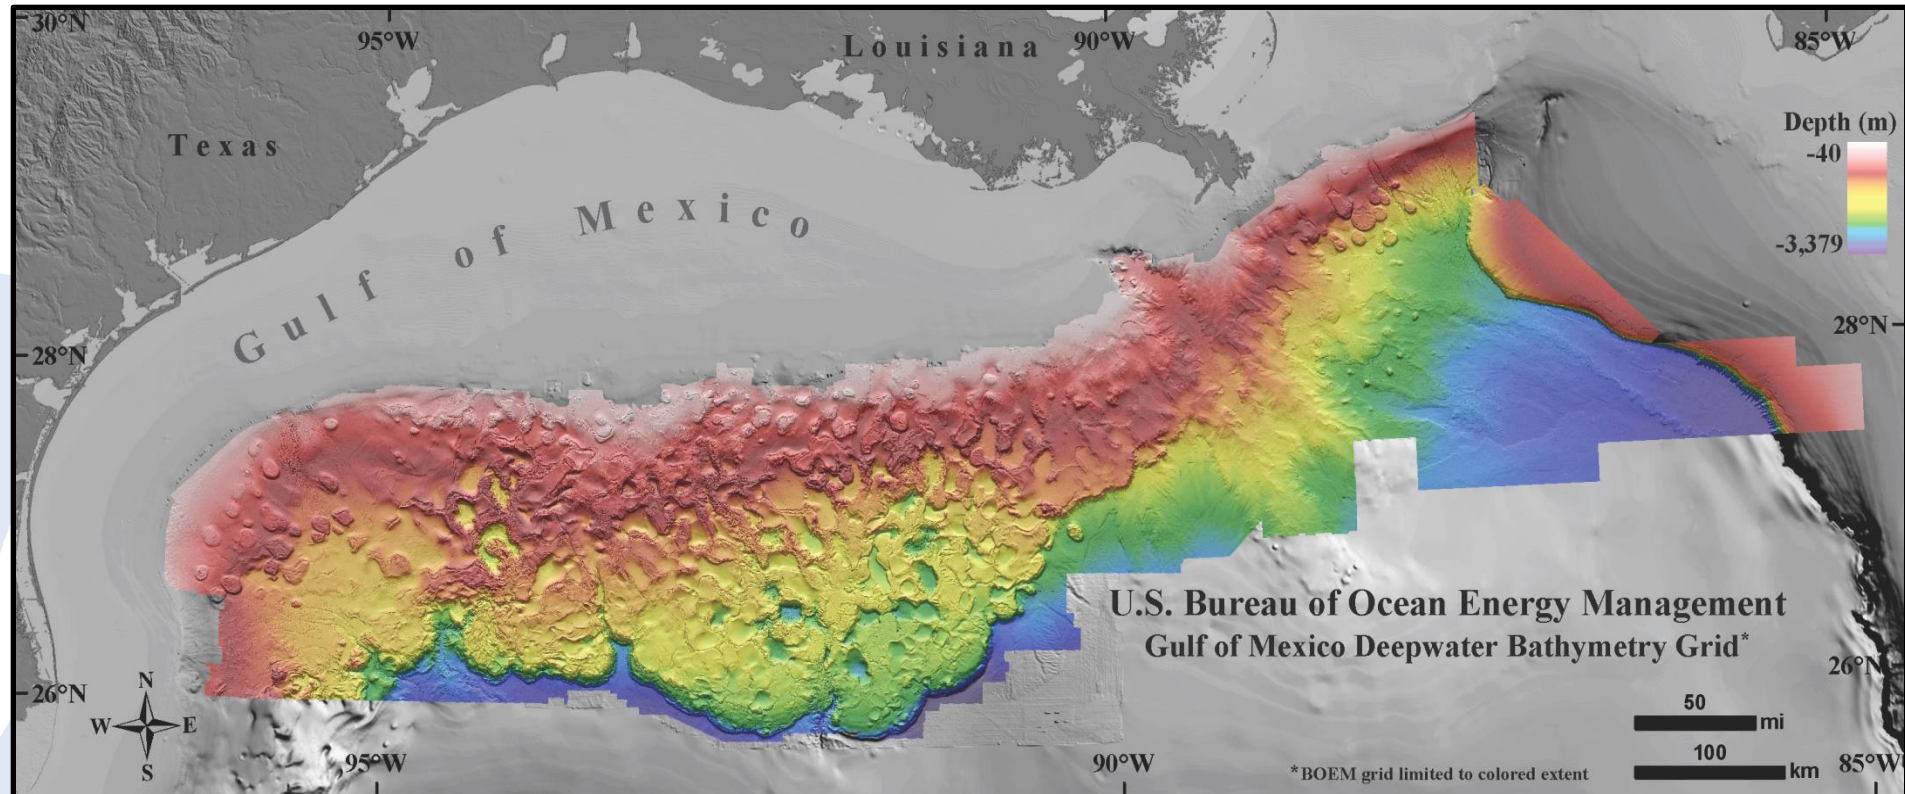 30°N
95°W
Louisiana
90°W
85°W
Texas
Depth (m)
-40
-3,379
Gulf of Mexico
28°N
28°N
U.S. Bureau of Ocean Energy Management
Gulf of Mexico Deepwater Bathymetry Grid*
26°N
26°N
N
W E
S
50
mi
100
km
95°W
90°W
85°W
*BOEM grid limited to colored extent